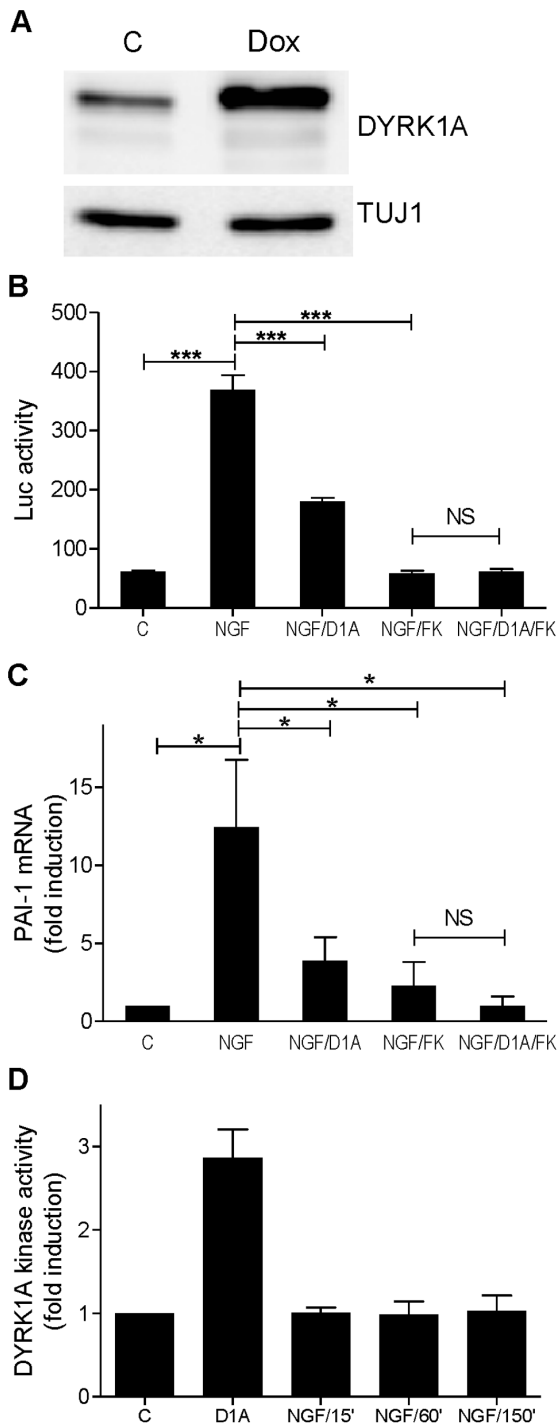 A
C Dox
DYRK1A
TUJ1
B
500
400
300
200
100
0
Luc activity
***
***
***
NS
C NGF NGF/D1A NGF/FK NGF/D1A/FK
C
15
10
5
0
PAI-1 mRNA
(fold induction)
*
*
*
*
NS
C NGF NGF/D1A NGF/FK NGF/D1A/FK
D
3
2
1
0
DYRK1A kinase activity
(fold induction)
C D1A NGF/15' NGF/60' NGF/150'